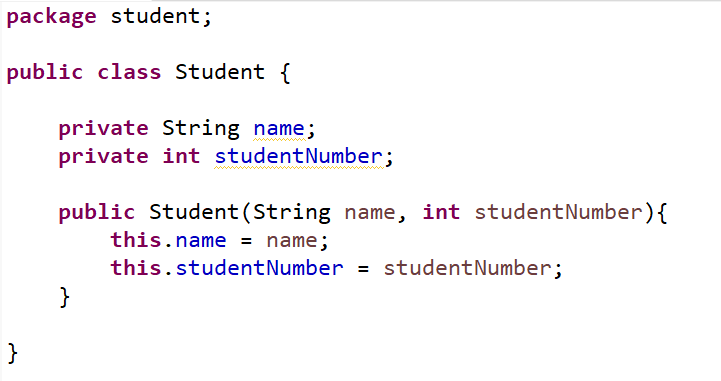 package student;
public class Student {
private String name;
private int studentNumber;
public Student(String name, int studentNumber){
this.name = name;
this.studentNumber = studentNumber;
}
}